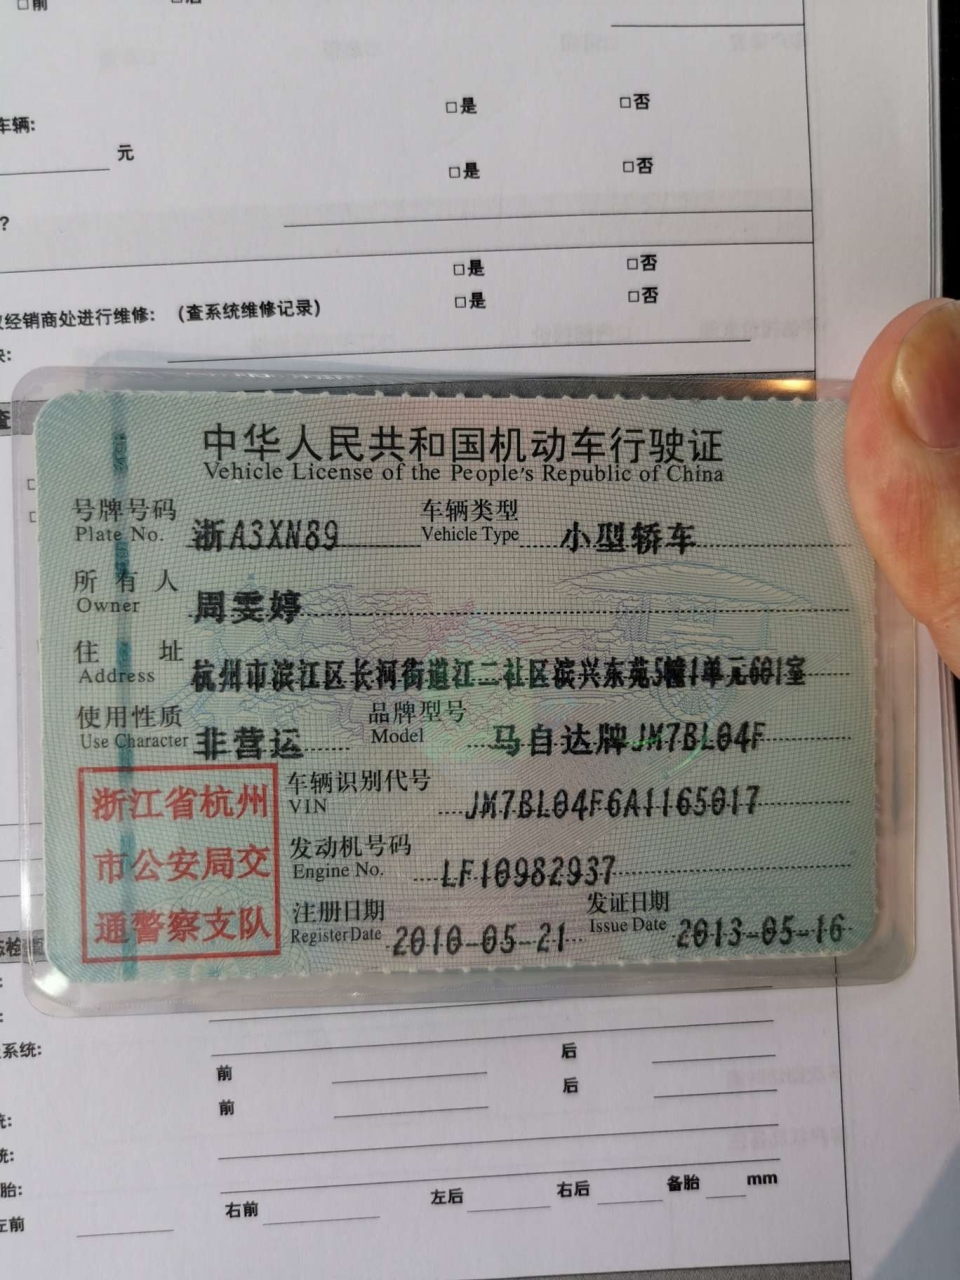 □前
□后
□是 □否
车辆:
元
□是 □否
?
□是 □否
经销商处进行维修: (查系统维修记录)
□是 □否
查
中华人民共和国机动车行驶证
Vehicle License of the People's Republic of China
号牌号码 浙A3XN89 车辆类型 小型轿车
Plate No. Vehicle Type
所有人 周雯婷
Owner
住址 杭州市滨江区长河街道江二社区滨兴东苑5幢1单元601室
Address
使用性质 非营运 品牌型号 马自达牌JM7BL04F
Use Character Model
浙江省杭州
市公安局交
通警察支队
车辆识别代号 JM7BL04F6A1165017
VIN
发动机号码 LF10982937
Engine No.
注册日期 2010-05-21 发证日期 2013-05-16
Register Date Issue Date
系统:
前 后
前 后
统:
胎:
左前 右前 左后 右后 备胎 mm